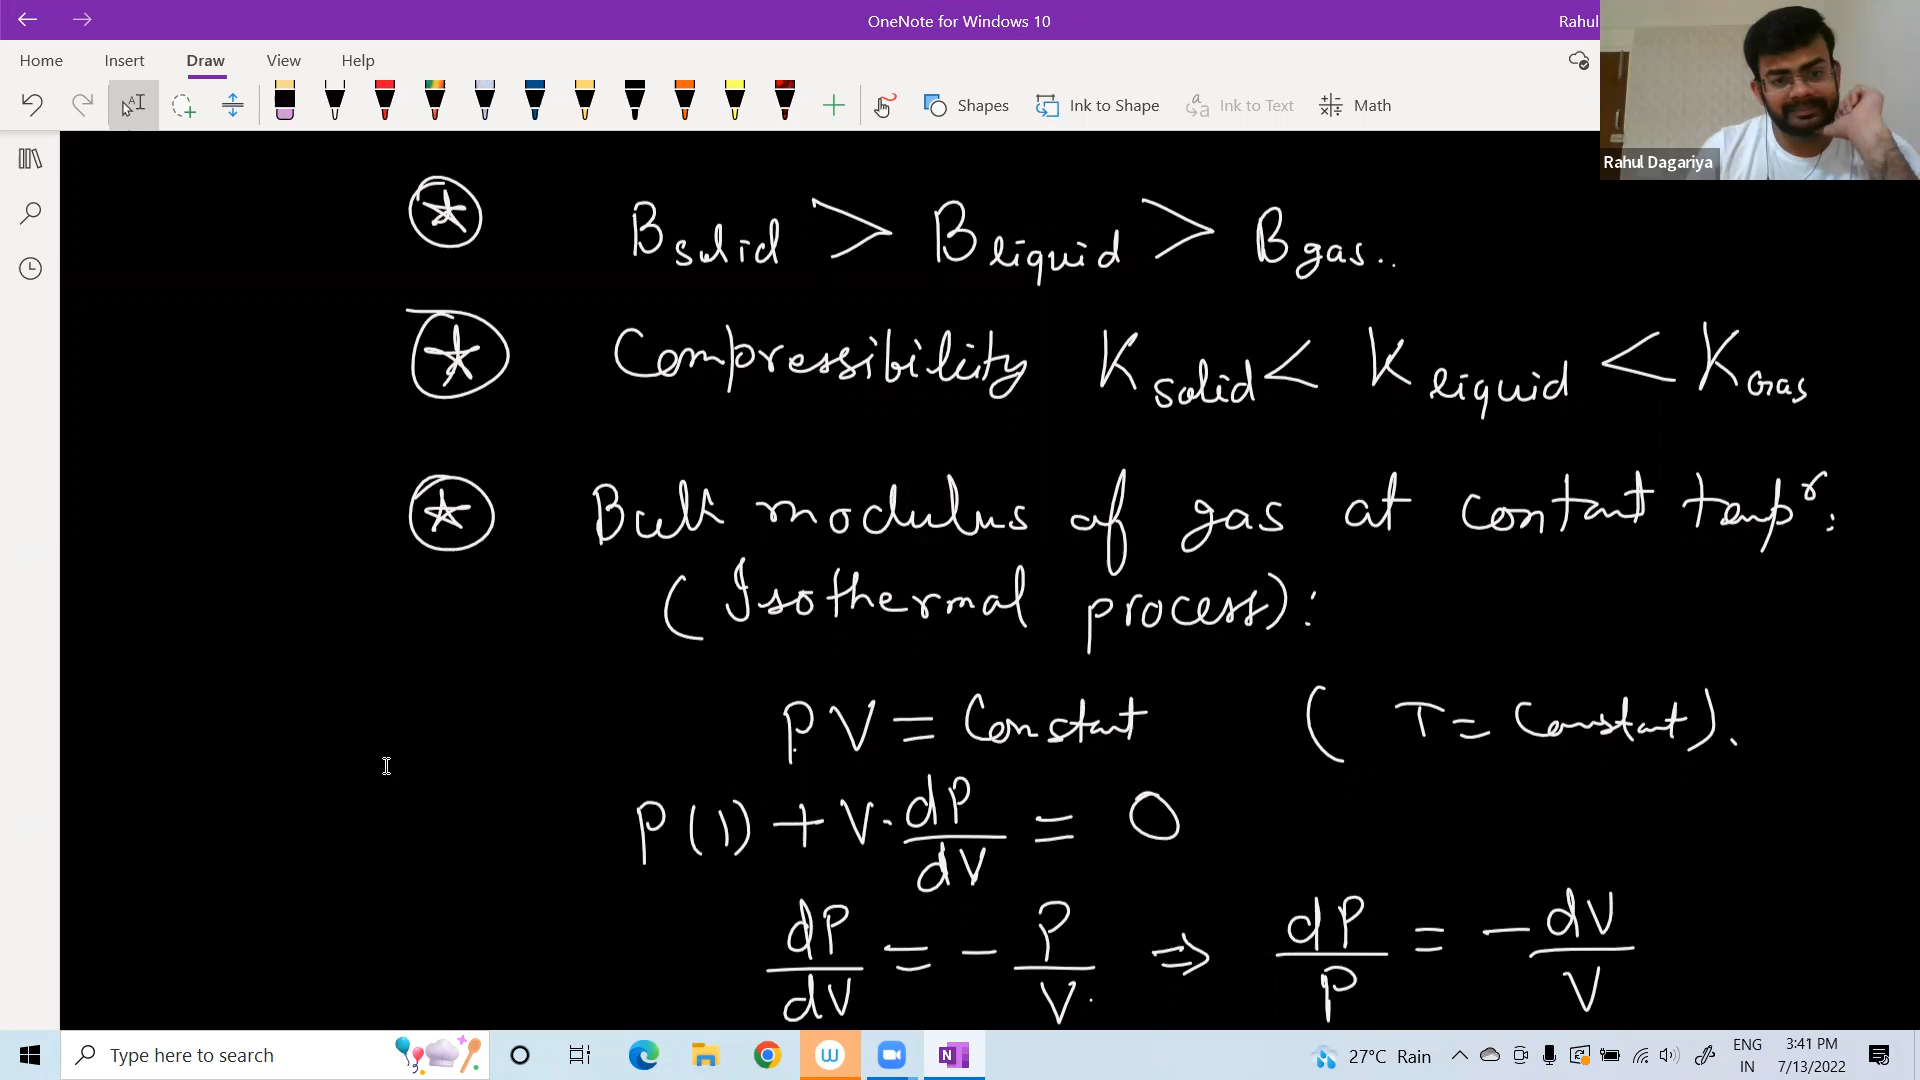 OneNote for Windows 10
Rahul
Home Insert Draw View Help
Shapes Ink to Shape Ink to Text Math
Rahul Dagariya
B solid > B liquid > B gas..
Compressibility K solid < K liquid < K Gas
Bulk modulus of gas at contant tempr:
(Isothermal process):
PV = Constant (T = Constant).
P(1) + V. dP/dV = 0
dP/dV = - P/V ⇒ dP/P = - dV/V
Type here to search
27°C Rain
ENG
IN
3:41 PM
7/13/2022